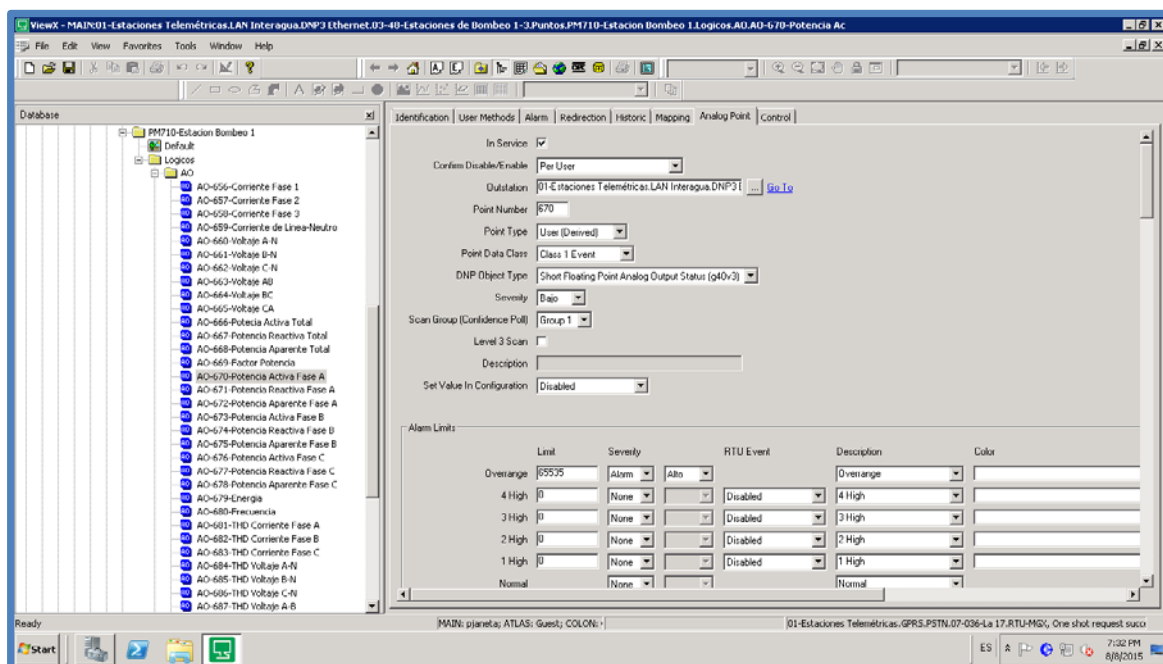 ViewX - MAIN:01-Estaciones Telemétricas.LAN Interagua.DNP3 Ethernet.03-48-Estaciones de Bombeo 1-3.Puntos.PM710-Estacion Bombeo 1.Logicos.AO.AO-670-Potencia Ac
File Edit View Favorites Tools Window Help
Database
PM710-Estacion Bombeo 1
Default
Logicos
AO
AO-656-Corriente Fase 1
AO-657-Corriente Fase 2
AO-658-Corriente Fase 3
AO-659-Corriente de Linea-Neutro
AO-660-Voltaje A-N
AO-661-Voltaje B-N
AO-662-Voltaje C-N
AO-663-Voltaje AB
AO-664-Voltaje BC
AO-665-Voltaje CA
AO-666-Potecia Activa Total
AO-667-Potencia Reactiva Total
AO-668-Potencia Aparente Total
AO-669-Factor Potencia
AO-670-Potencia Activa Fase A
AO-671-Potencia Reactiva Fase A
AO-672-Potencia Aparente Fase A
AO-673-Potencia Activa Fase B
AO-674-Potencia Reactiva Fase B
AO-675-Potencia Aparente Fase B
AO-676-Potencia Activa Fase C
AO-677-Potencia Reactiva Fase C
AO-678-Potencia Aparente Fase C
AO-679-Energia
AO-680-Frecuencia
AO-681-THD Corriente Fase A
AO-682-THD Corriente Fase B
AO-683-THD Corriente Fase C
AO-684-THD Voltaje A-N
AO-685-THD Voltaje B-N
AO-686-THD Voltaje C-N
AO-687-THD Voltaje A-B
Identification User Methods Alarm Redirection Historic Mapping Analog Point Control
In Service
Confirm Disable/Enable Per User
Outstation 01-Estaciones Telemétricas.LAN Interagua.DNP3 E ... Go To
Point Number 670
Point Type User (Derived)
Point Data Class Class 1 Event
DNP Object Type Short Floating Point Analog Output Status (g40v3)
Severity Bajo
Scan Group (Confidence Poll) Group 1
Level 3 Scan
Description
Set Value In Configuration Disabled
Alarm Limits
Limit Severity RTU Event Description Color
Overrange 65535 Alarm Alto Overrange
4 High 0 None Disabled 4 High
3 High 0 None Disabled 3 High
2 High 0 None Disabled 2 High
1 High 0 None Disabled 1 High
Normal None Normal
Ready MAIN: pjaneta; ATLAS: Guest; COLON: 01-Estaciones Telemétricas.GPRS.PSTN.07-036-La 17.RTU-MGX, One shot request succ
Start ES 7:32 PM
8/8/2015